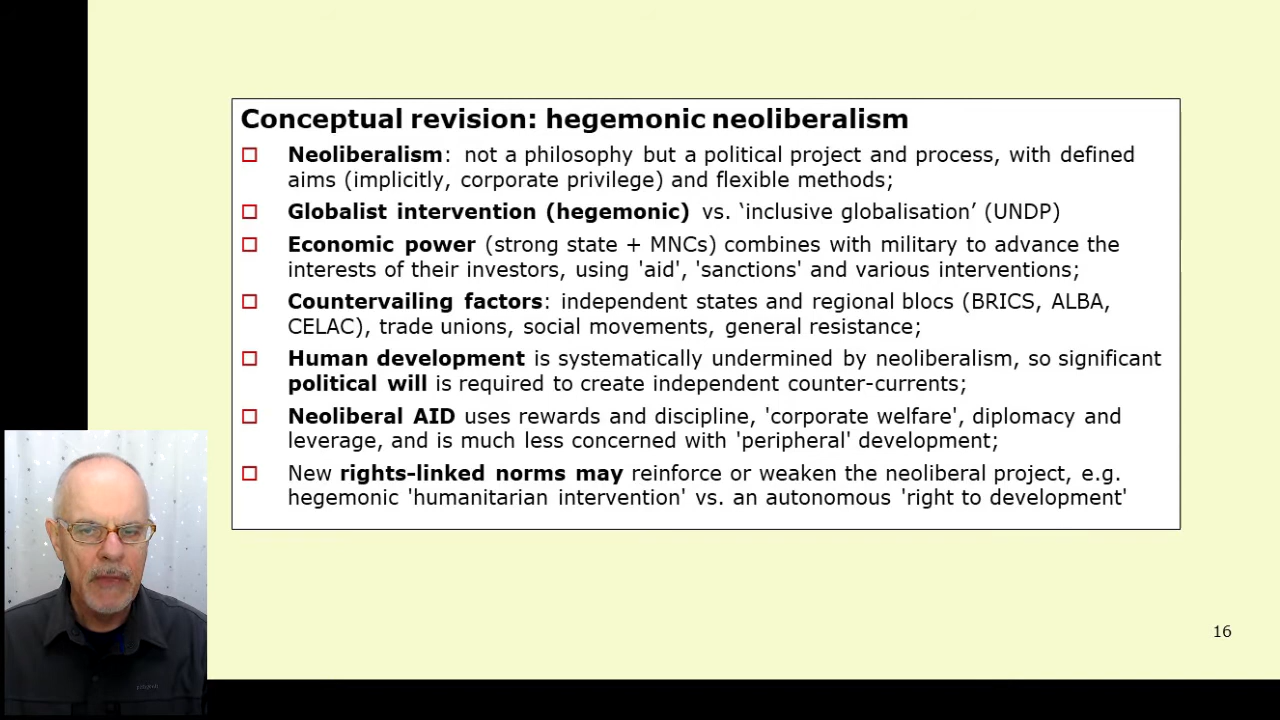 Conceptual revision: hegemonic neoliberalism
Neoliberalism: not a philosophy but a political project and process, with defined
aims (implicitly, corporate privilege) and flexible methods;
Globalist intervention (hegemonic) vs. ‘inclusive globalisation’ (UNDP)
Economic power (strong state + MNCs) combines with military to advance the
interests of their investors, using 'aid', 'sanctions' and various interventions;
Countervailing factors: independent states and regional blocs (BRICS, ALBA,
CELAC), trade unions, social movements, general resistance;
Human development is systematically undermined by neoliberalism, so significant
political will is required to create independent counter-currents;
Neoliberal AID uses rewards and discipline, 'corporate welfare', diplomacy and
leverage, and is much less concerned with 'peripheral' development;
New rights-linked norms may reinforce or weaken the neoliberal project, e.g.
hegemonic 'humanitarian intervention' vs. an autonomous 'right to development'
16